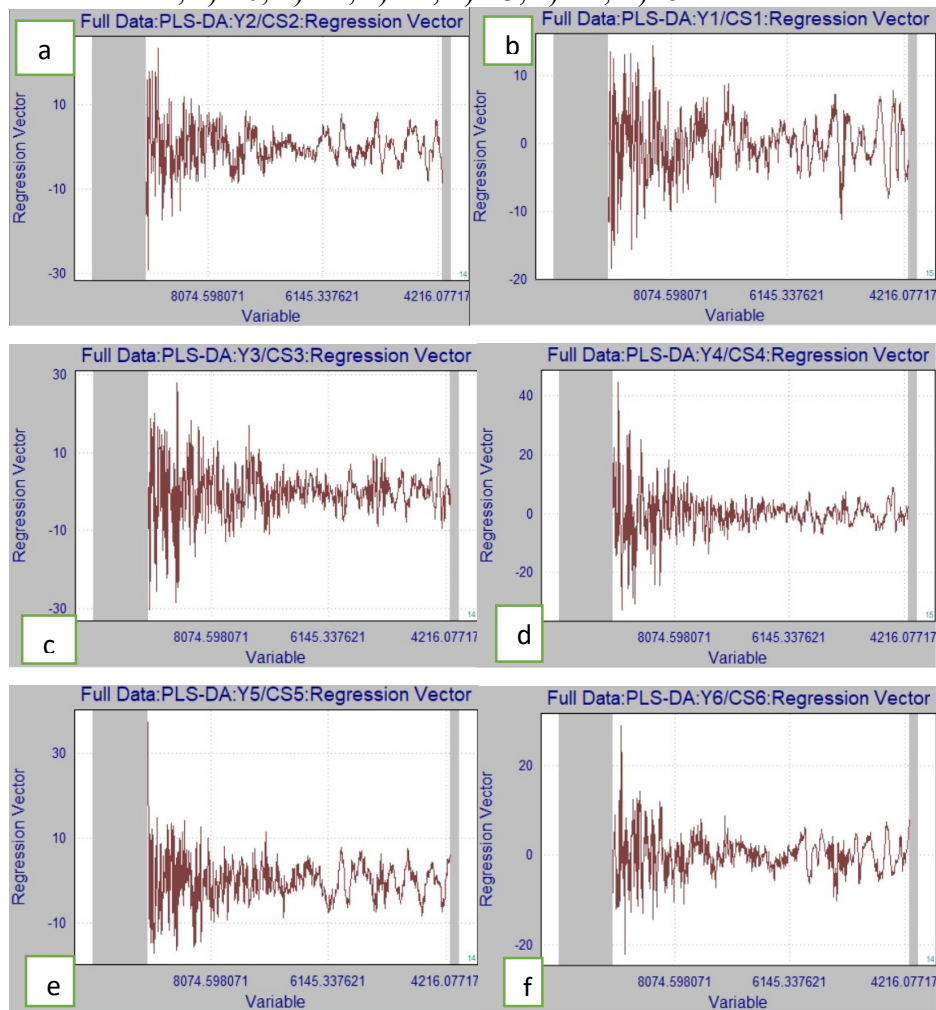 a
Full Data:PLS-DA:Y2/CS2:Regression Vector
Regression Vector
10
-10
-30
14
8074.598071 6145.337621 4216.07717
Variable
b
Full Data:PLS-DA:Y1/CS1:Regression Vector
Regression Vector
10
0
-10
-20
15
8074.598071 6145.337621 4216.07717
Variable
Full Data:PLS-DA:Y3/CS3:Regression Vector
Regression Vector
30
10
-10
-30
14
8074.598071 6145.337621 4216.07717
Variable
c
Full Data:PLS-DA:Y4/CS4:Regression Vector
Regression Vector
40
20
0
-20
15
8074.598071 6145.337621 4216.07717
Variable
d
Full Data:PLS-DA:Y5/CS5:Regression Vector
Regression Vector
30
10
-10
14
8074.598071 6145.337621 4216.07717
Variable
e
Full Data:PLS-DA:Y6/CS6:Regression Vector
Regression Vector
20
0
-20
14
8074.598071 6145.337621 4216.07717
Variable
f